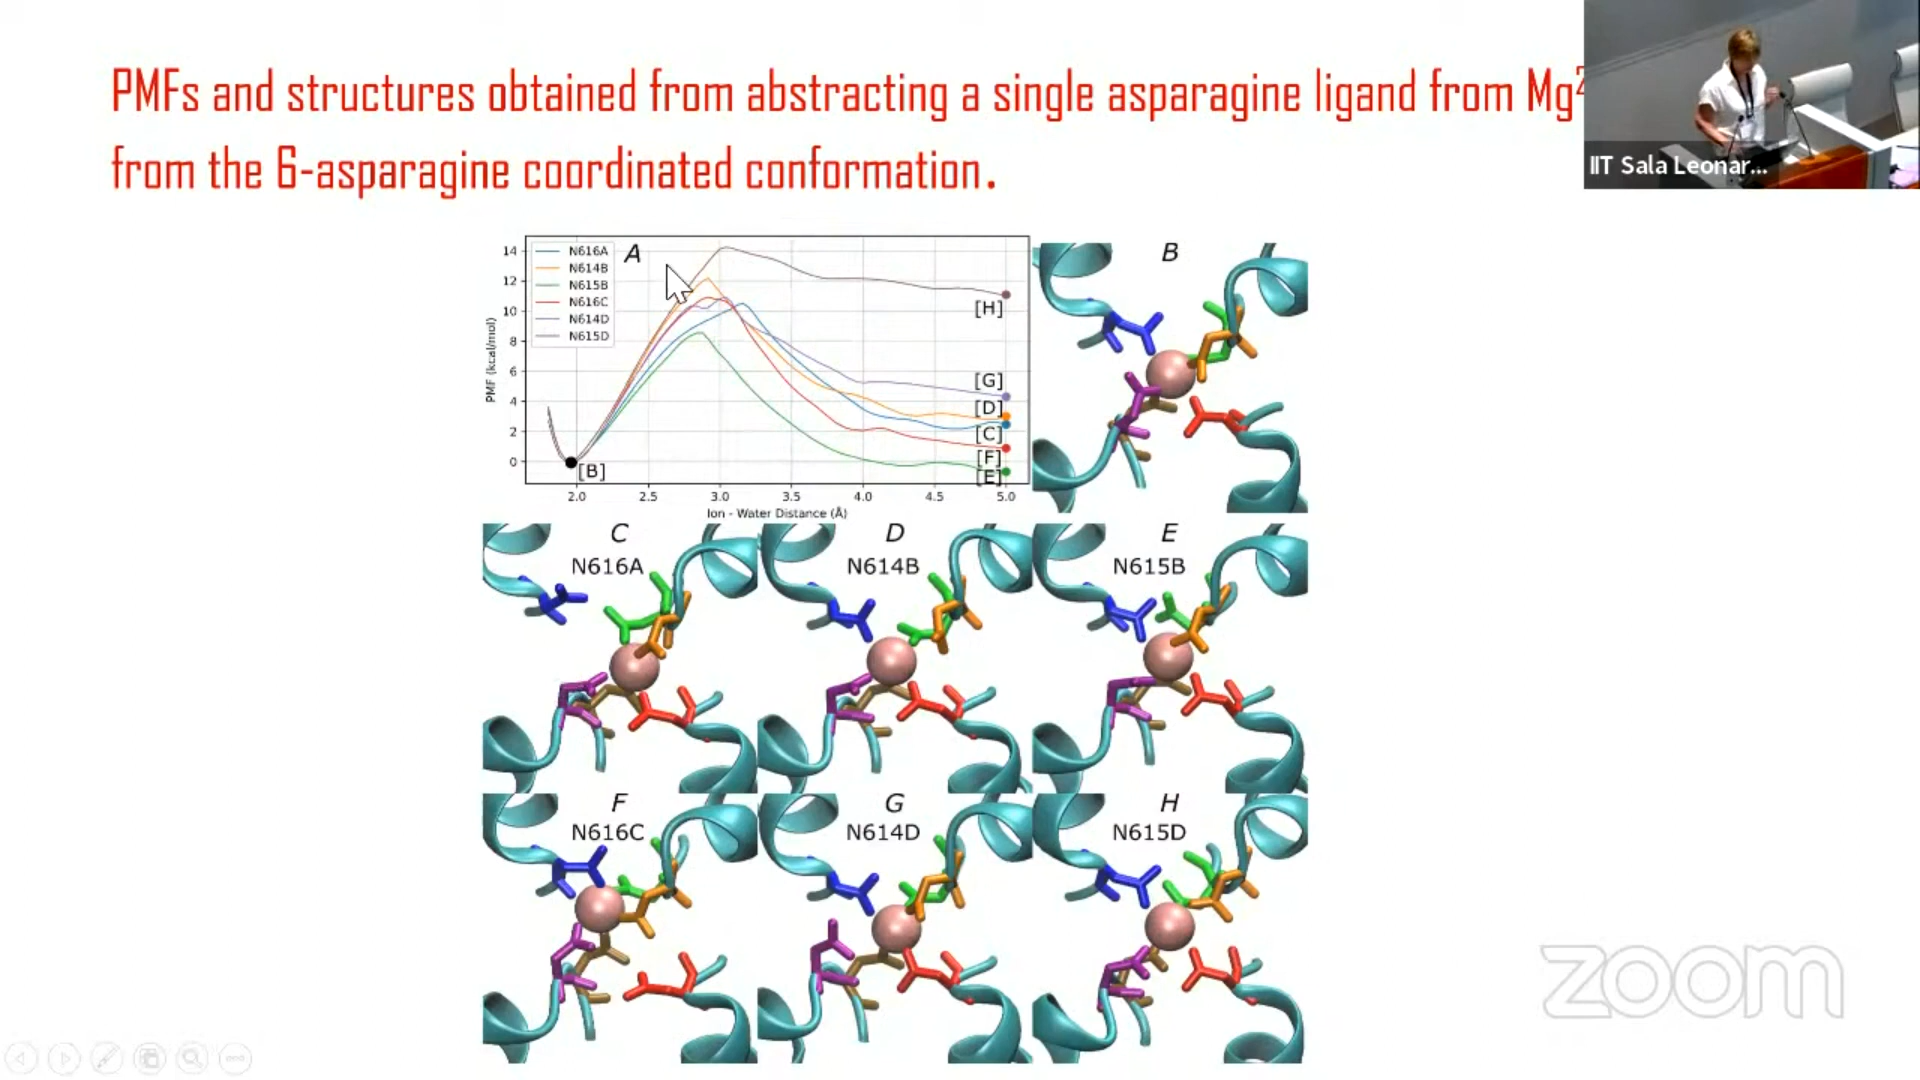 PMFs and structures obtained from abstracting a single asparagine ligand from Mg²
from the 6-asparagine coordinated conformation.
IIT Sala Leonar...
A
N616A
N614B
N615B
N616C
N614D
N615D
14
12
10
8
6
4
2
0
PMF (kcal/mol)
[H]
[G]
[D]
[C]
[F]
[E]
[B]
2.0 2.5 3.0 3.5 4.0 4.5 5.0
Ion - Water Distance (Å)
B
C
N616A
D
N614B
E
N615B
F
N616C
G
N614D
H
N615D
zoom